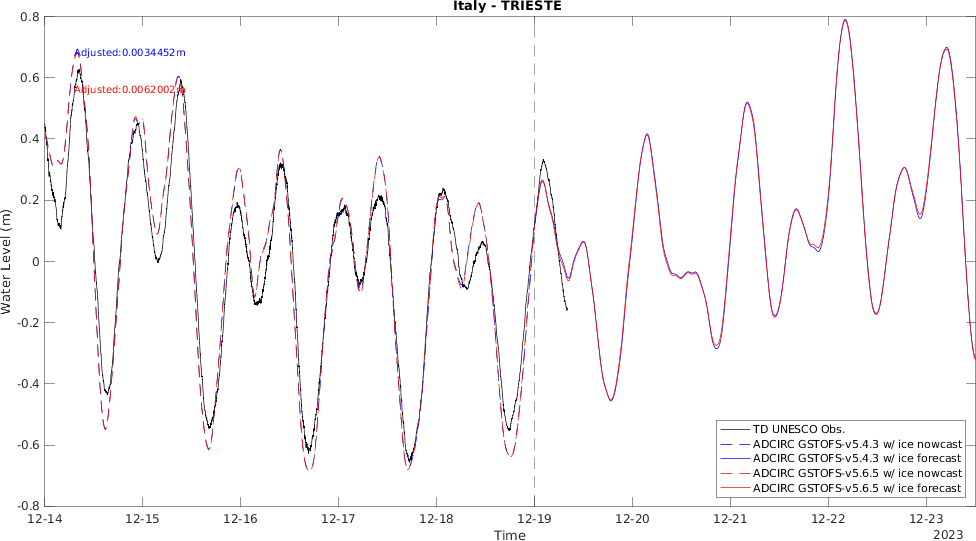 Italy - TRIESTE
0.8
0.6
0.4
0.2
0
-0.2
-0.4
-0.6
-0.8
Water Level (m)
Adjusted:0.0034452m
Adjusted:0.0062002m
TD UNESCO Obs.
ADCIRC GSTOFS-v5.4.3 w/ ice nowcast
ADCIRC GSTOFS-v5.4.3 w/ ice forecast
ADCIRC GSTOFS-v5.6.5 w/ ice nowcast
ADCIRC GSTOFS-v5.6.5 w/ ice forecast
12-14 12-15 12-16 12-17 12-18 12-19 12-20 12-21 12-22 12-23
Time
2023